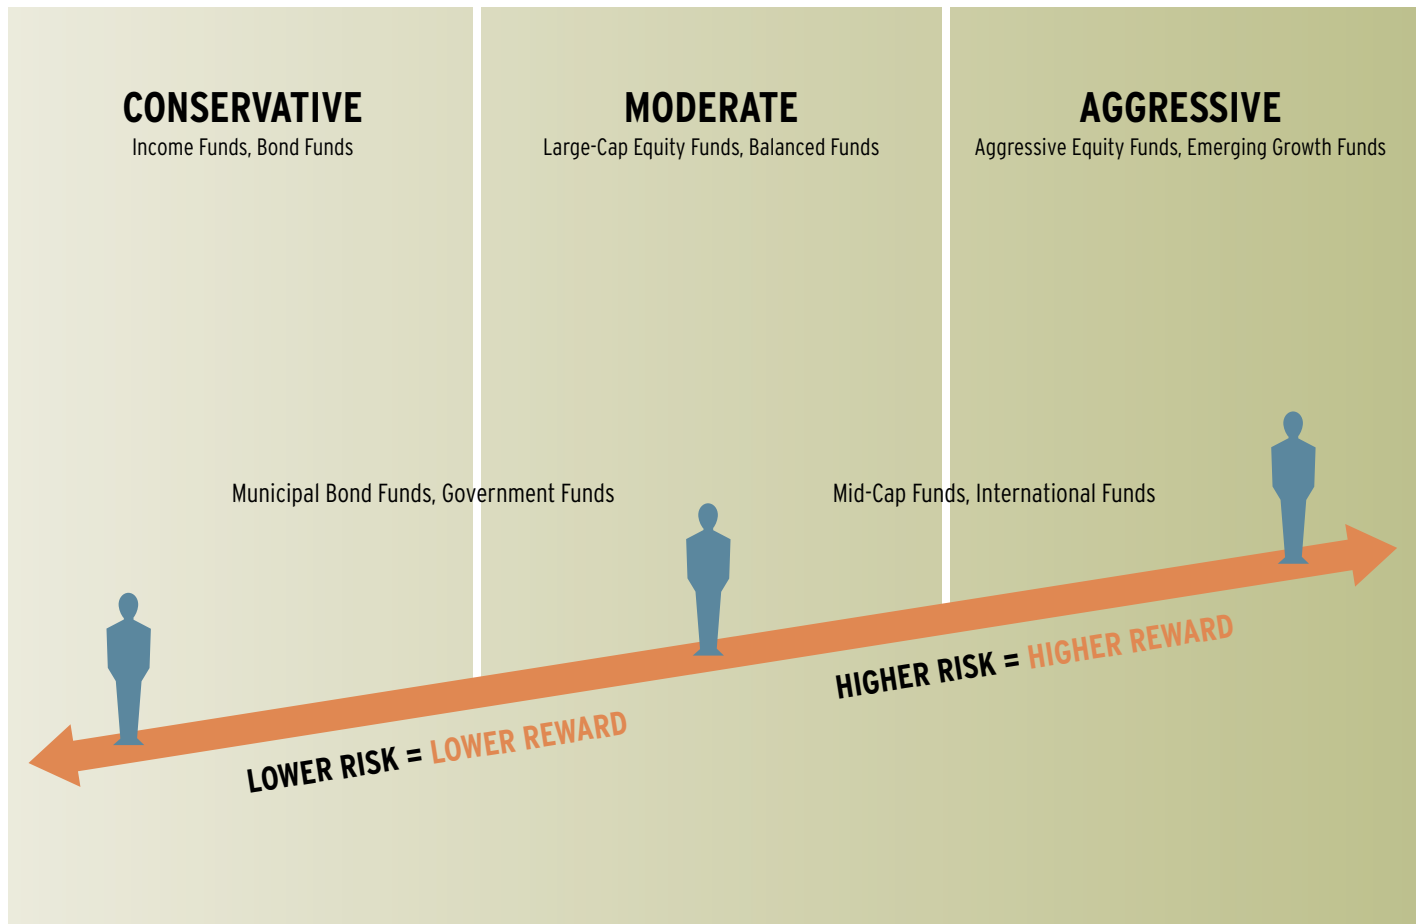 CONSERVATIVE
Income Funds, Bond Funds
MODERATE
Large-Cap Equity Funds, Balanced Funds
AGGRESSIVE
Aggressive Equity Funds, Emerging Growth Funds
Municipal Bond Funds, Government Funds
Mid-Cap Funds, International Funds
LOWER RISK = LOWER REWARD
HIGHER RISK = HIGHER REWARD